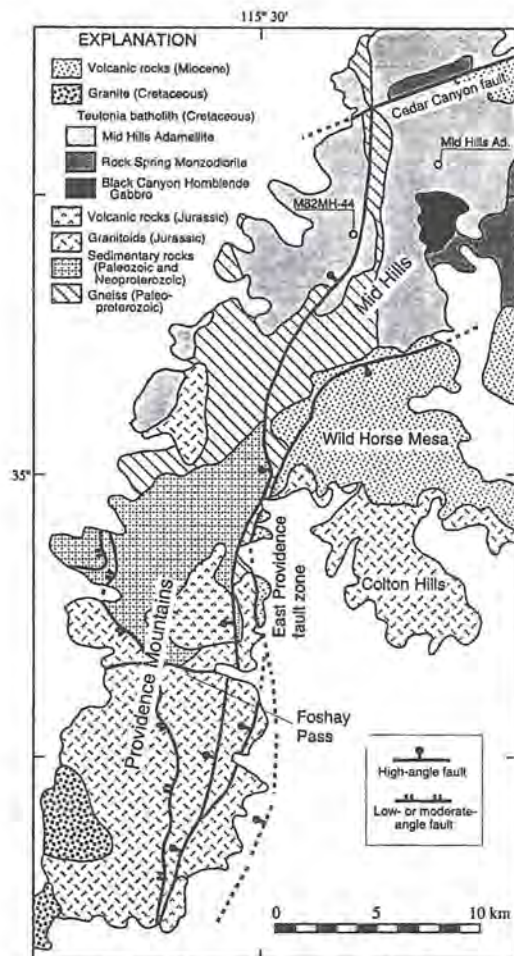 115° 30'
EXPLANATION
Volcanic rocks (Miocene)
Granite (Cretaceous)
Teutonia batholith (Cretaceous)
Mid Hills Adamellite
Rock Spring Monzodiorite
Black Canyon Hornblende
Gabbro
Volcanic rocks (Jurassic)
Granitoids (Jurassic)
Sedimentary rocks
(Paleozoic and
Neoproterozoic)
Gneiss (Paleo-
proterozoic)
Cedar Canyon fault
Mid Hills Ad.
M82MH-44
Mid Hills
35°
Wild Horse Mesa
Colton Hills
East Providence
fault zone
Providence Mountains
Foshay
Pass
High-angle fault
Low- or moderate-
angle fault
0 5 10 km